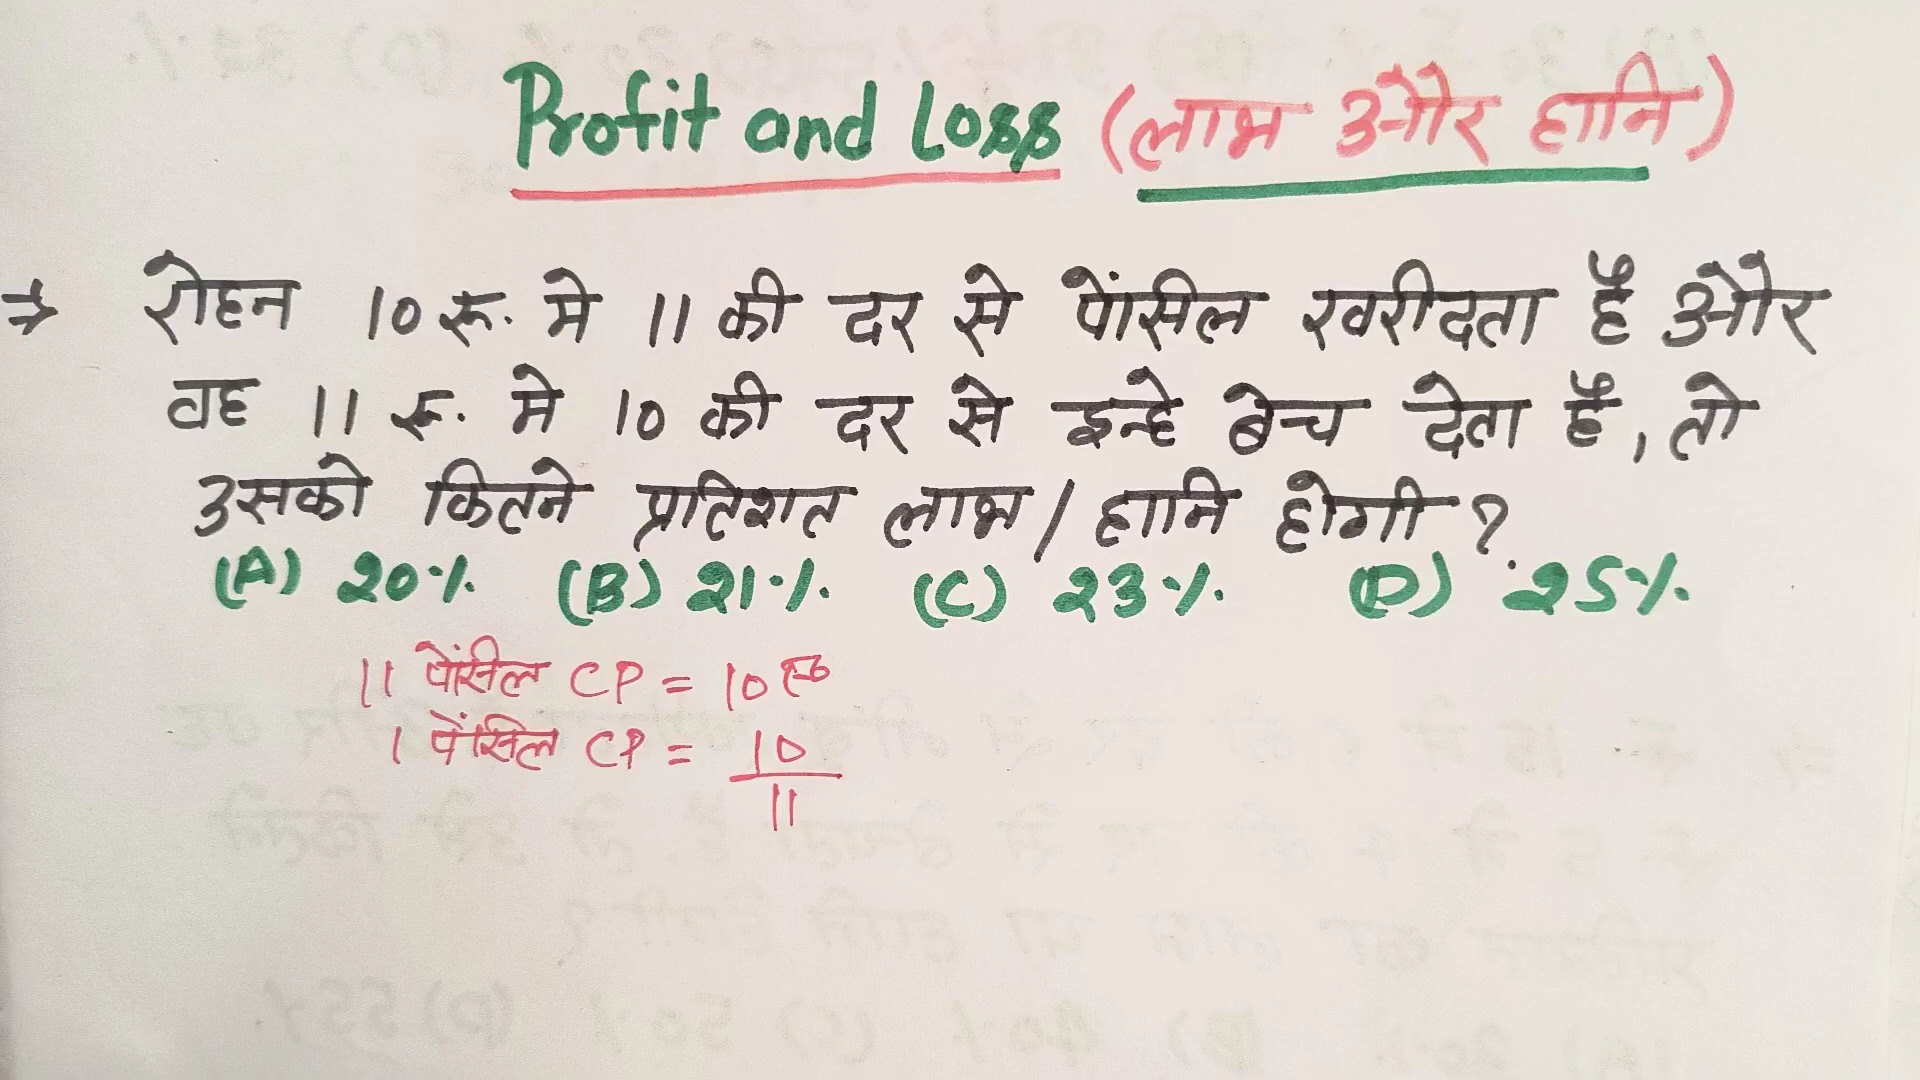 Profit and Loss (लाभ और हानि)
⇒ रोहन 10 रू. मे 11 की दर से पेंसिल खरीदता है और
वह 11 रू. मे 10 की दर से इन्हे बेच देता है, तो
उसको कितने प्रतिशत लाभ / हानि होगी ?
(A) 20% (B) 21% (C) 23% (D) 25%
11 पेंसिल CP = 10 रु
1 पेंसिल CP = 10
11